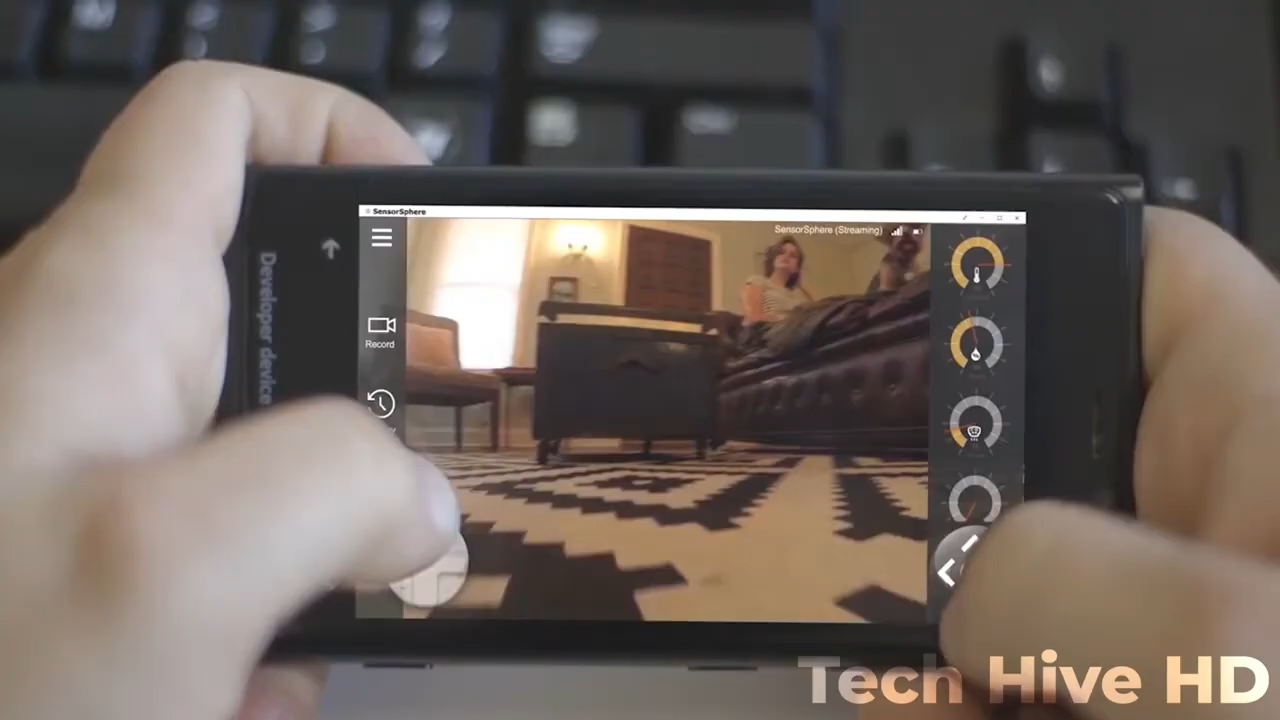 SensorSphere
SensorSphere (Streaming)
Record
Developer device
Tech Hive HD